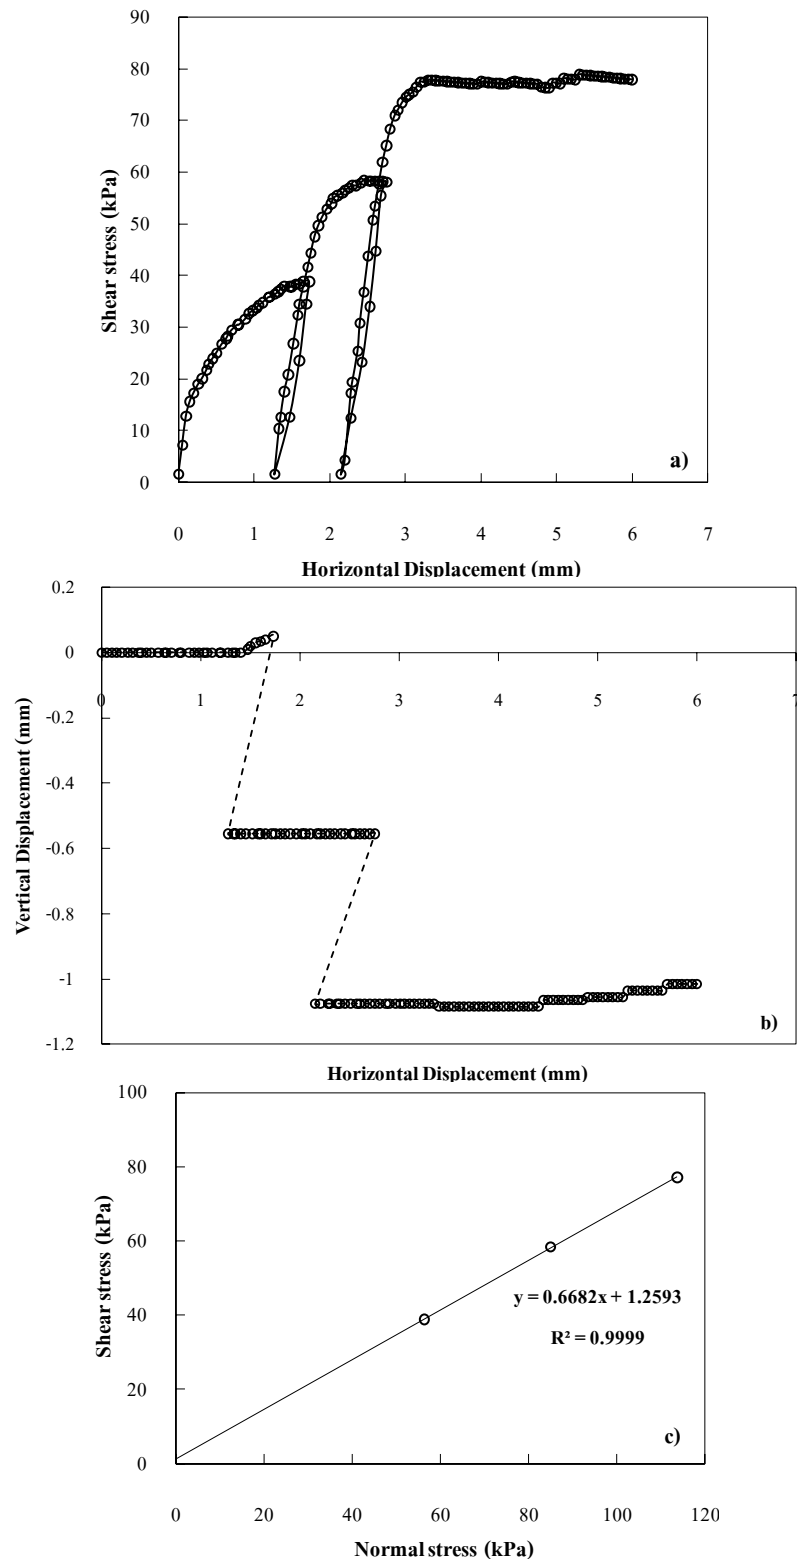 90
80
70
60
50
40
30
20
10
0
Shear stress (kPa)
a)
0 1 2 3 4 5 6 7
Horizontal Displacement (mm)
0.2
0
-0.2
-0.4
-0.6
-0.8
-1
-1.2
0 1 2 3 4 5 6 7
Vertical Displacement (mm)
b)
Horizontal Displacement (mm)
100
80
60
40
20
0
Shear stress (kPa)
y = 0.6682x + 1.2593
R² = 0.9999
c)
0 20 40 60 80 100 120
Normal stress (kPa)